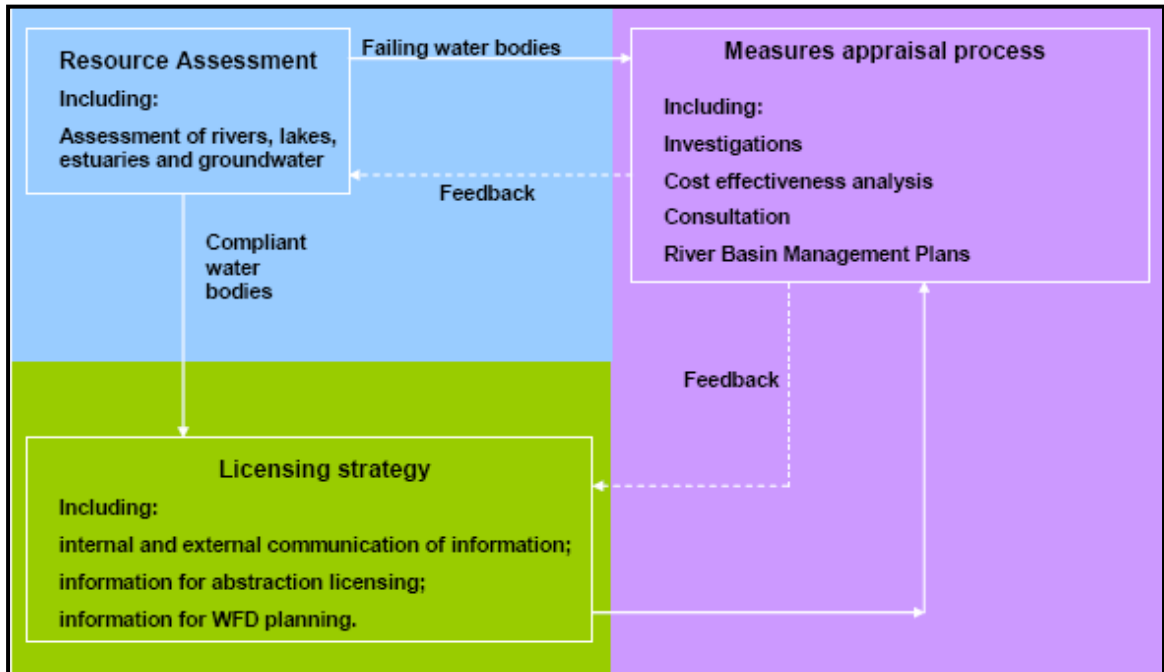 Resource Assessment
Including:
Assessment of rivers, lakes,
estuaries and groundwater
Failing water bodies
Feedback
Compliant
water
bodies
Measures appraisal process
Including:
Investigations
Cost effectiveness analysis
Consultation
River Basin Management Plans
Feedback
Licensing strategy
Including:
internal and external communication of information;
information for abstraction licensing;
information for WFD planning.